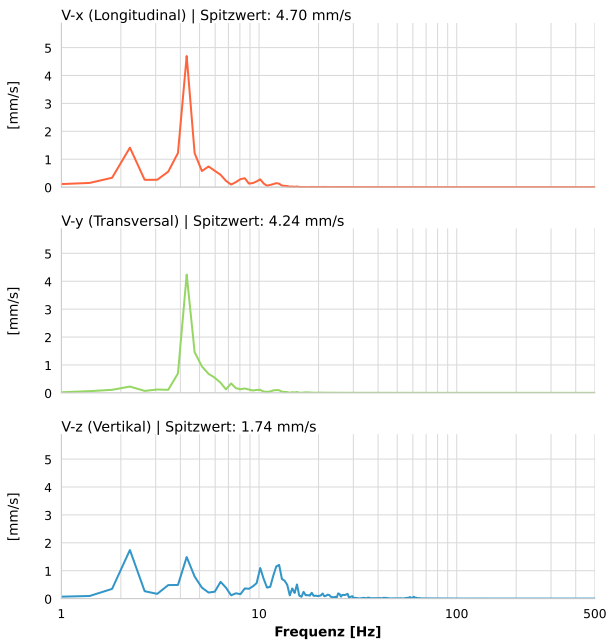 V-x (Longitudinal) | Spitzwert: 4.70 mm/s
[mm/s]
5
4
3
2
1
0
V-y (Transversal) | Spitzwert: 4.24 mm/s
[mm/s]
5
4
3
2
1
0
V-z (Vertikal) | Spitzwert: 1.74 mm/s
[mm/s]
5
4
3
2
1
0
1 10 100 500
Frequenz [Hz]